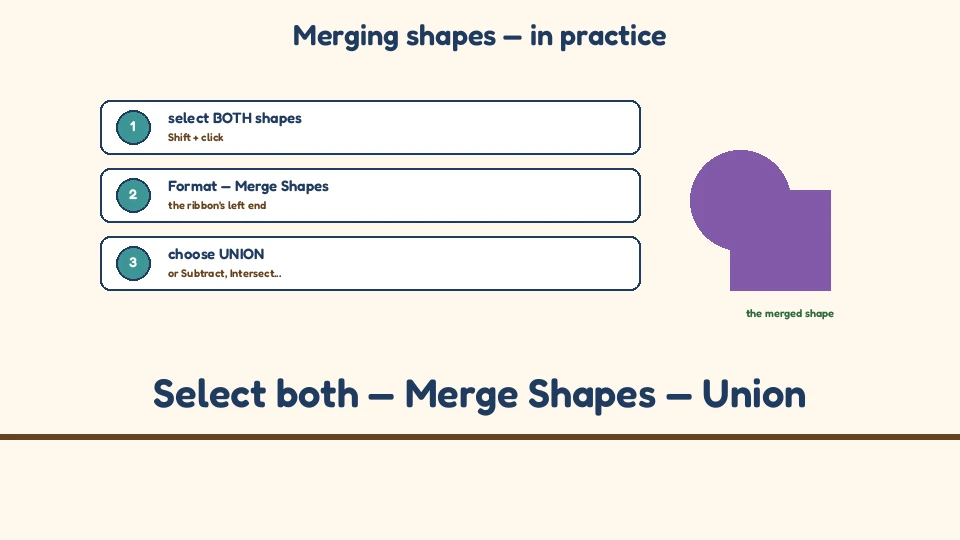 Merging shapes — in practice
1
select BOTH shapes
Shift + click
2
Format — Merge Shapes
the ribbon's left end
3
choose UNION
or Subtract, Intersect...
the merged shape
Select both — Merge Shapes — Union